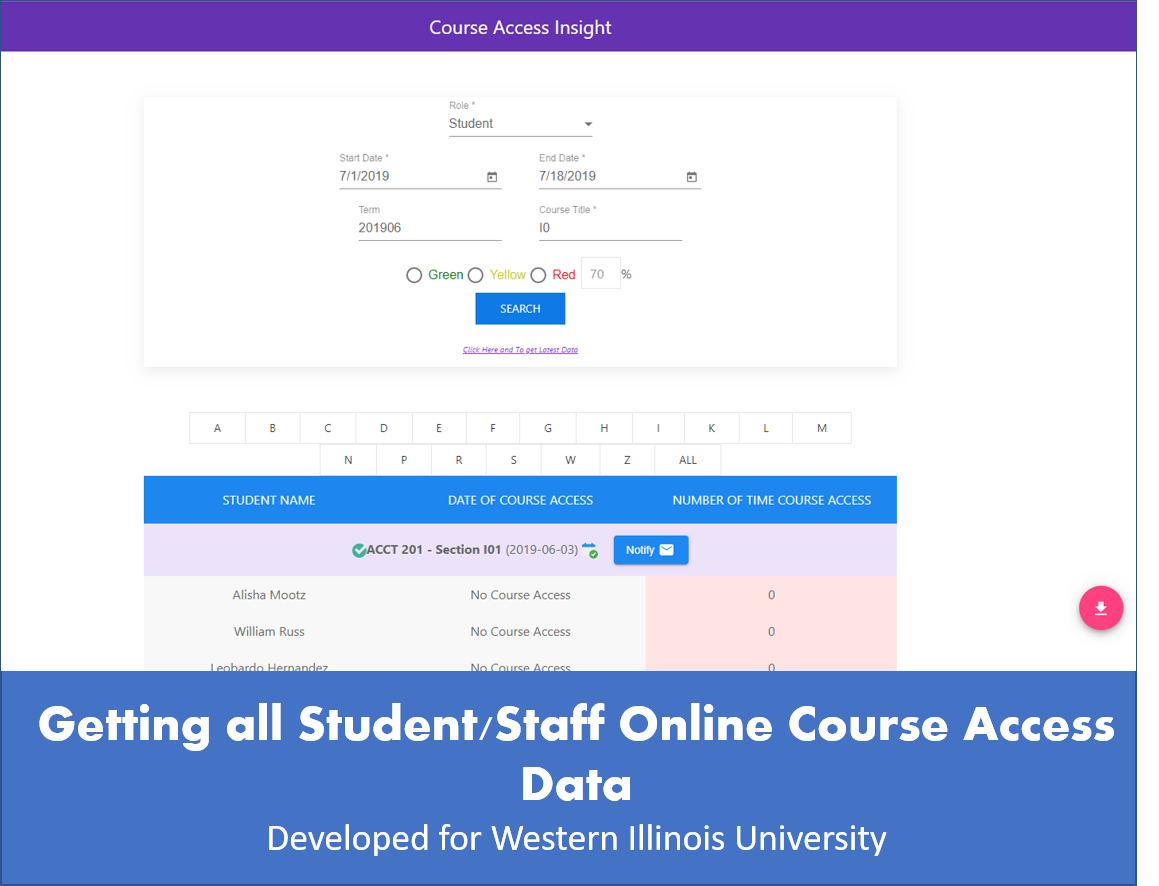 Course Access Insight
Role *
Student
Start Date * End Date *
7/1/2019 7/18/2019
Term Course Title *
201906 I0
Green Yellow Red 70 %
SEARCH
Click Here and To get Latest Data
A B C D E F G H I K L M
N P R S W Z ALL
STUDENT NAME DATE OF COURSE ACCESS NUMBER OF TIME COURSE ACCESS
ACCT 201 - Section I01 (2019-06-03) Notify
Alisha Mootz No Course Access 0
William Russ No Course Access 0
Leobardo Hernandez No Course Access 0
Getting all Student/Staff Online Course Access
Data
Developed for Western Illinois University